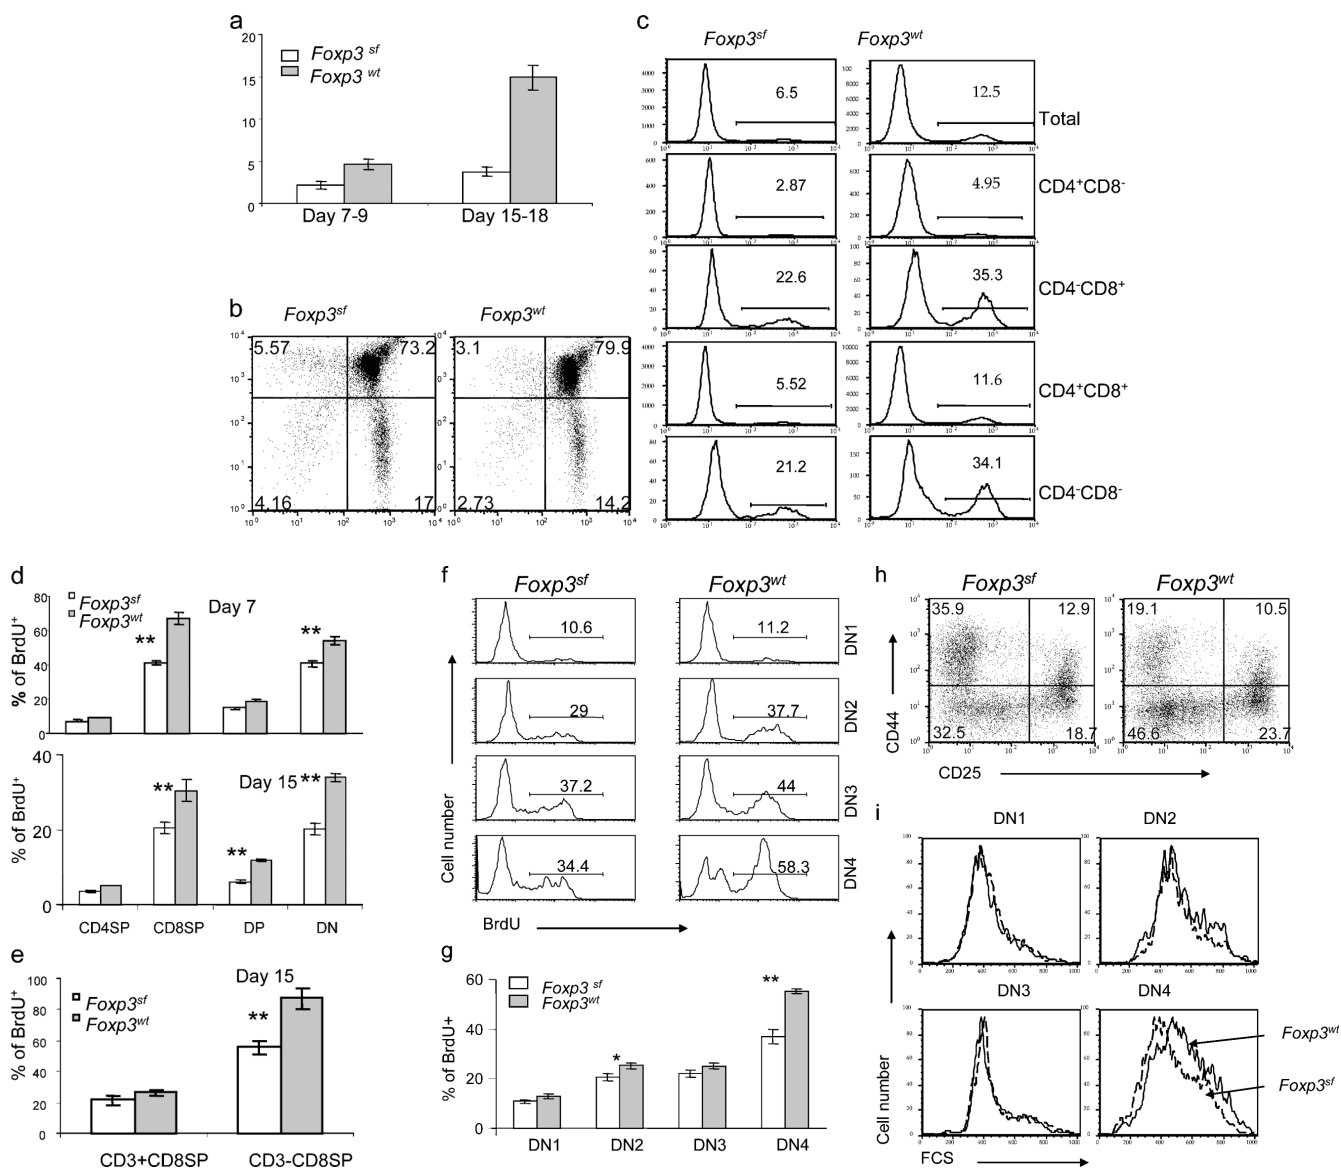 a
Foxp3 sf
Foxp3 wt
20
15
10
5
0
Day 7-9
Day 15-18
b
Foxp3sf
Foxp3wt
5.57
73.2
4.16
17
3.1
79.9
2.73
14.2
c
Foxp3sf
Foxp3wt
6.5
12.5
Total
2.87
4.95
CD4+CD8-
22.6
35.3
CD4-CD8+
5.52
11.6
CD4+CD8+
21.2
34.1
CD4-CD8-
d
Foxp3sf
Foxp3wt
Day 7
% of BrdU+
80
60
40
20
0
**
**
Day 15
% of BrdU+
40
20
0
**
**
**
CD4SP
CD8SP
DP
DN
e
Day 15
Foxp3sf
Foxp3wt
% of BrdU+
100
80
60
40
20
0
**
CD3+CD8SP
CD3-CD8SP
f
Foxp3sf
Foxp3wt
10.6
11.2
DN1
29
37.7
DN2
37.2
44
DN3
34.4
58.3
DN4
Cell number
BrdU
g
Foxp3 sf
Foxp3wt
% of BrdU+
60
40
20
0
*
**
DN1
DN2
DN3
DN4
h
Foxp3sf
Foxp3wt
35.9
12.9
32.5
18.7
19.1
10.5
46.6
23.7
CD44
CD25
i
DN1
DN2
DN3
DN4
Foxp3wt
Foxp3sf
Cell number
FCS